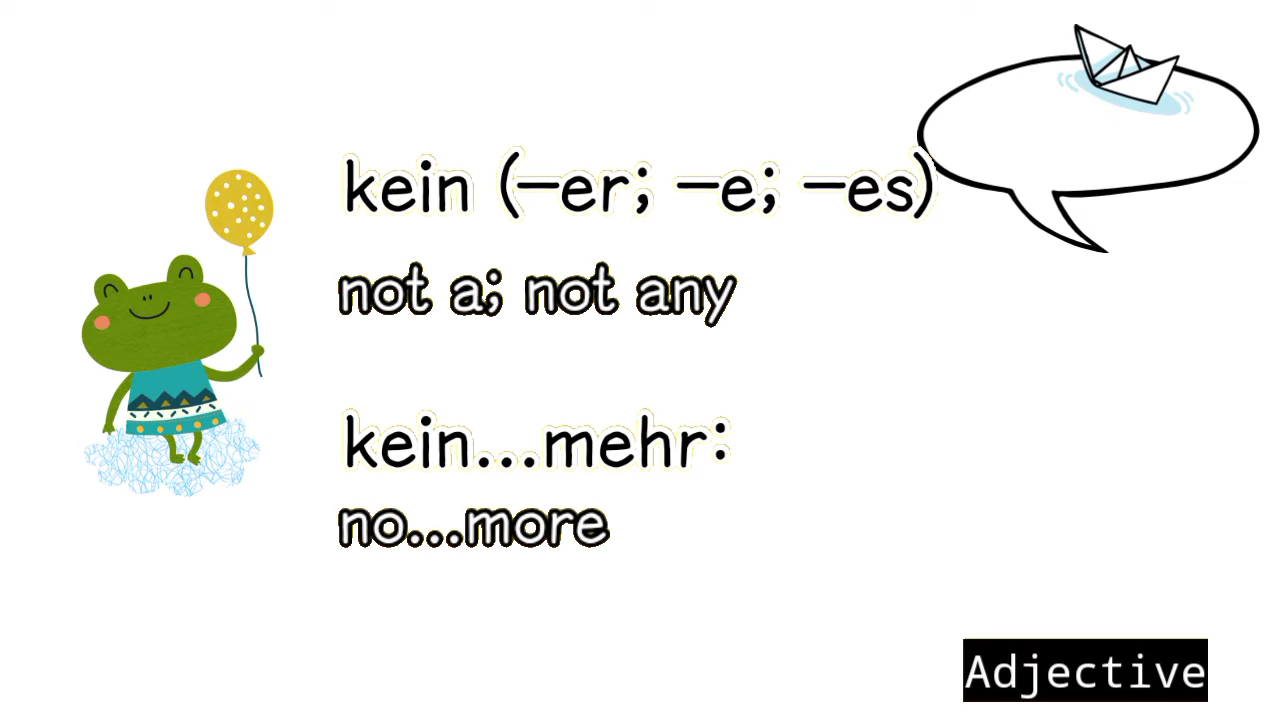 kein (–er; –e; –es)
not a; not any
kein...mehr:
no...more
Adjective